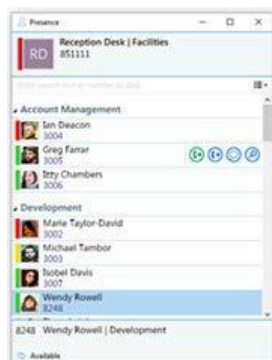 Presence
RD
Reception Desk | Facilities
851111
Account Management
Ian Deacon
3004
Greg Farrar
3005
Izzy Chambers
3006
Development
Marie Taylor-David
3002
Michael Tambor
3003
Isobel Davis
3007
Wendy Rowell
8248
8248 Wendy Rowell | Development
Available